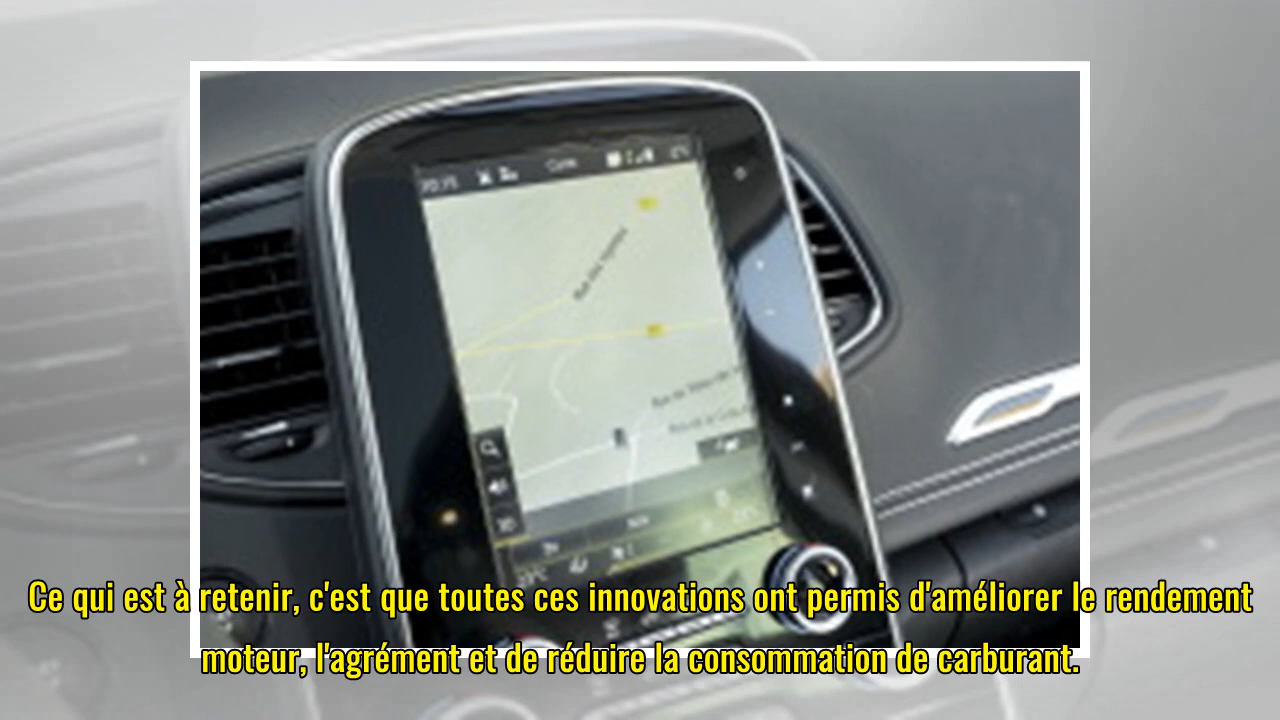 Ce qui est à retenir, c'est que toutes ces innovations ont permis d'améliorer le rendement
moteur, l'agrément et de réduire la consommation de carburant.